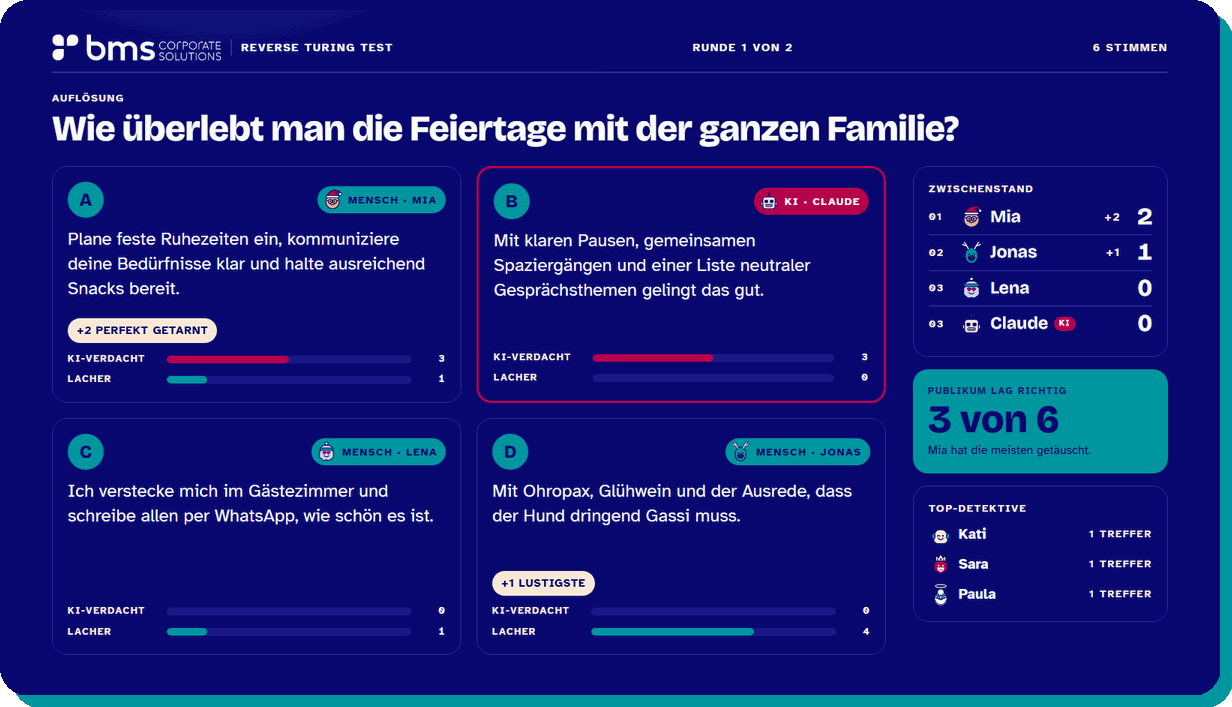 bms CORPORATE SOLUTIONS
REVERSE TURING TEST
RUNDE 1 VON 2
6 STIMMEN
AUFLÖSUNG
Wie überlebt man die Feiertage mit der ganzen Familie?
A
MENSCH · MIA
Plane feste Ruhezeiten ein, kommuniziere
deine Bedürfnisse klar und halte ausreichend
Snacks bereit.
+2 PERFEKT GETARNT
KI-VERDACHT 3
LACHER 1
B
KI · CLAUDE
Mit klaren Pausen, gemeinsamen
Spaziergängen und einer Liste neutraler
Gesprächsthemen gelingt das gut.
KI-VERDACHT 3
LACHER 0
C
MENSCH · LENA
Ich verstecke mich im Gästezimmer und
schreibe allen per WhatsApp, wie schön es ist.
KI-VERDACHT 0
LACHER 1
D
MENSCH · JONAS
Mit Ohropax, Glühwein und der Ausrede, dass
der Hund dringend Gassi muss.
+1 LUSTIGSTE
KI-VERDACHT 0
LACHER 4
ZWISCHENSTAND
01 Mia +2 2
02 Jonas +1 1
03 Lena 0
03 Claude KI 0
PUBLIKUM LAG RICHTIG
3 von 6
Mia hat die meisten getäuscht.
TOP-DETEKTIVE
Kati 1 TREFFER
Sara 1 TREFFER
Paula 1 TREFFER